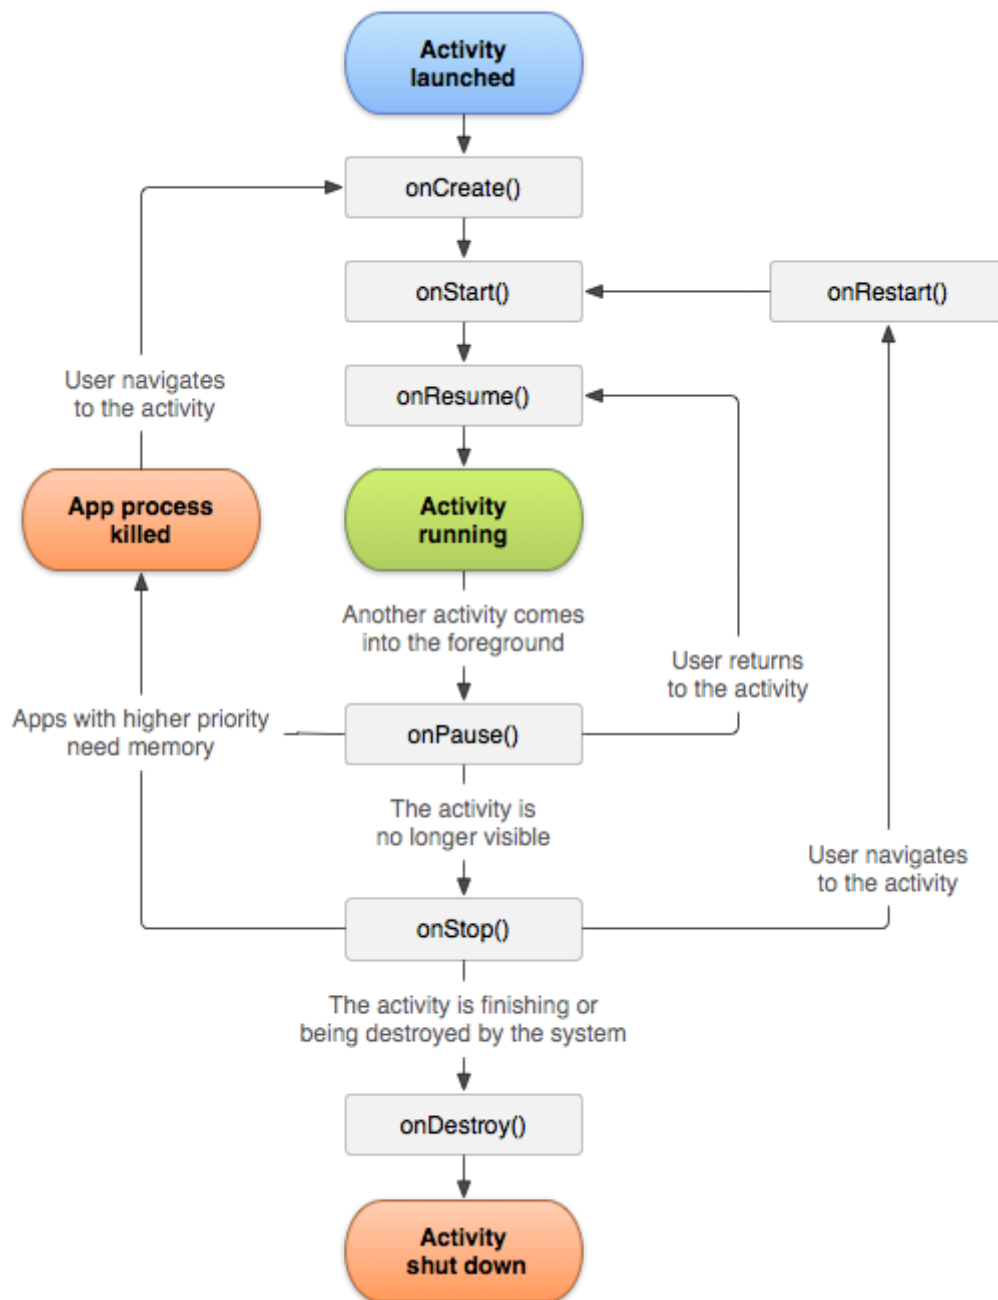 Activity
launched
onCreate()
onStart()
onRestart()
User navigates
to the activity
onResume()
App process
killed
Activity
running
Another activity comes
into the foreground
User returns
to the activity
Apps with higher priority
need memory
onPause()
The activity is
no longer visible
User navigates
to the activity
onStop()
The activity is finishing or
being destroyed by the system
onDestroy()
Activity
shut down